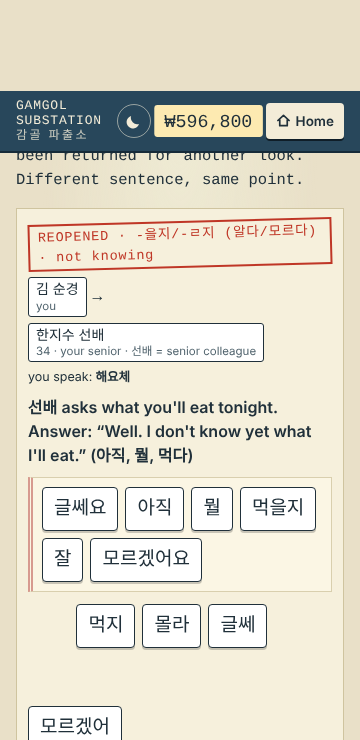 GAMGOL
SUBSTATION
감골 파출소
₩596,800
Home
been returned for another look.
Different sentence, same point.
REOPENED · -을지/-ㄹ지 (알다/모르다)
· not knowing
김 순경
you
→
한지수 선배
34 · your senior · 선배 = senior colleague
you speak: 해요체
선배 asks what you'll eat tonight.
Answer: “Well. I don't know yet what
I'll eat.” (아직, 뭘, 먹다)
글쎄요 아직 뭘 먹을지
잘 모르겠어요
먹지 몰라 글쎄
모르겠어